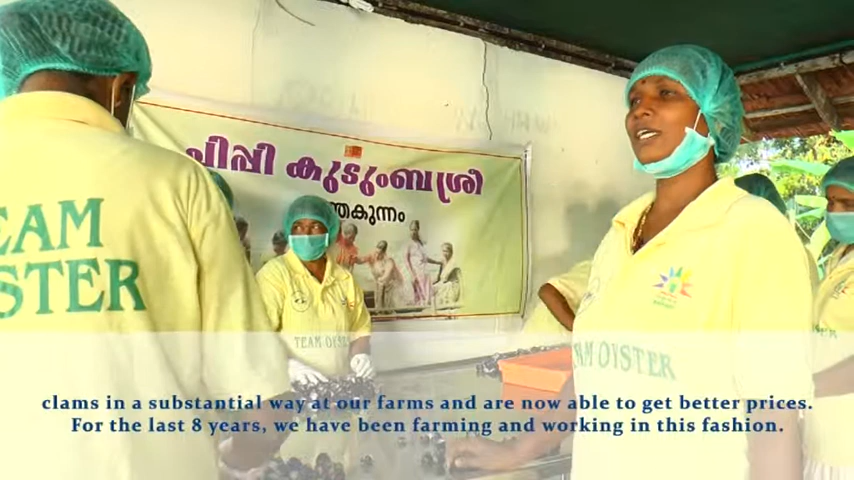 ചിപ്പി കുടുംബശ്രീ
ത്തകുന്നം
TEAM
OYSTER
TEAM OYSTER
OYSTER
clams in a substantial way at our farms and are now able to get better prices.
For the last 8 years, we have been farming and working in this fashion.